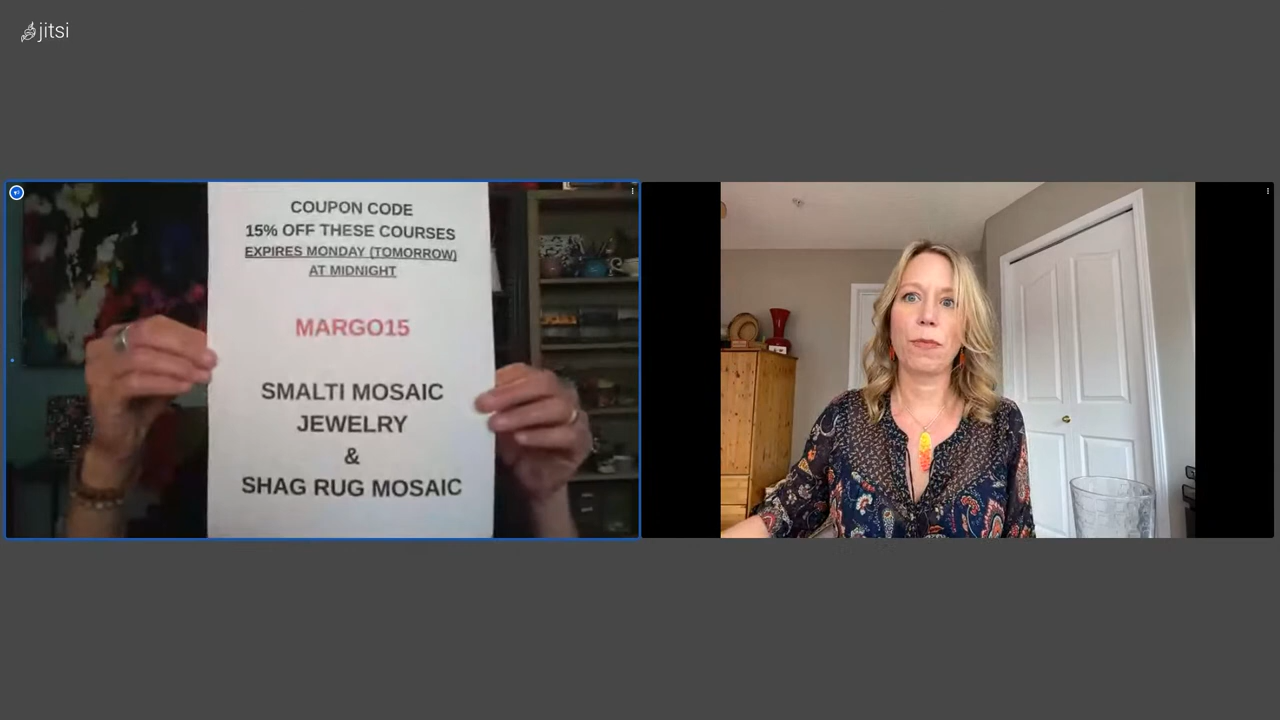 jitsi
COUPON CODE
15% OFF THESE COURSES
EXPIRES MONDAY (TOMORROW)
AT MIDNIGHT
MARGO15
SMALTI MOSAIC
JEWELRY
&
SHAG RUG MOSAIC